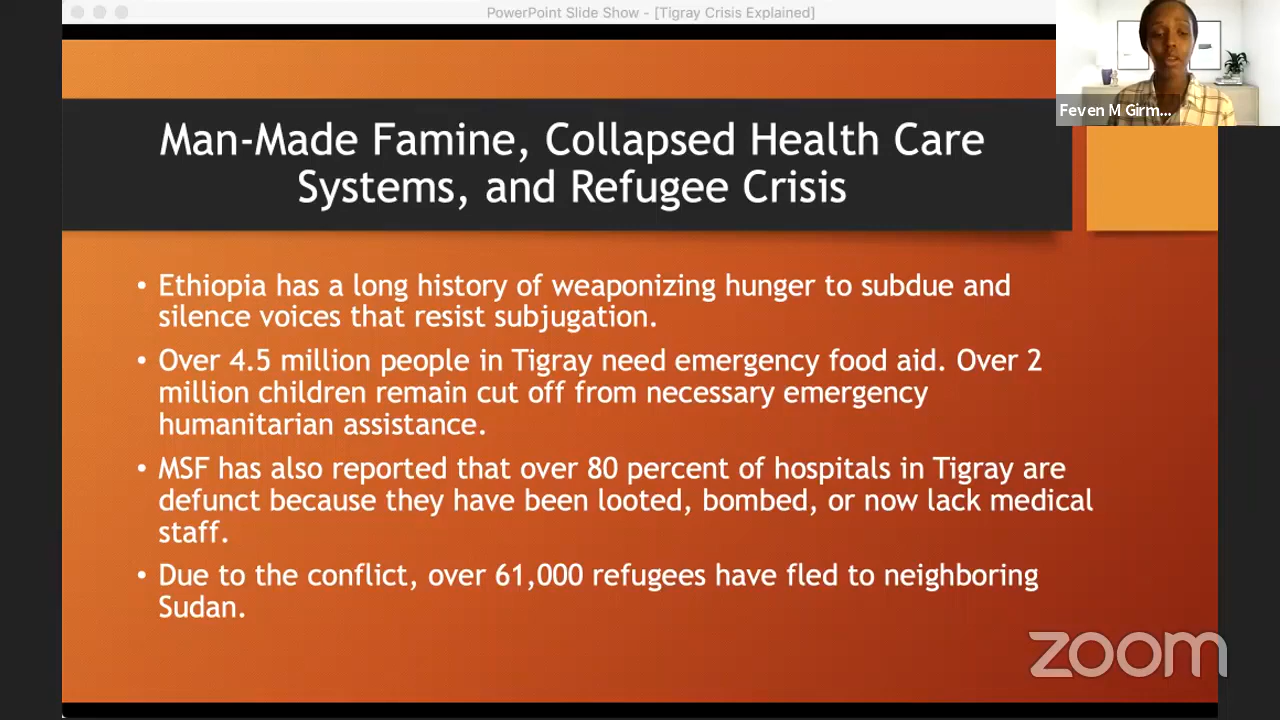 PowerPoint Slide Show - [Tigray Crisis Explained]
Feven M Girm...
Man-Made Famine, Collapsed Health Care
Systems, and Refugee Crisis
• Ethiopia has a long history of weaponizing hunger to subdue and
silence voices that resist subjugation.
• Over 4.5 million people in Tigray need emergency food aid. Over 2
million children remain cut off from necessary emergency
humanitarian assistance.
• MSF has also reported that over 80 percent of hospitals in Tigray are
defunct because they have been looted, bombed, or now lack medical
staff.
• Due to the conflict, over 61,000 refugees have fled to neighboring
Sudan.
zoom